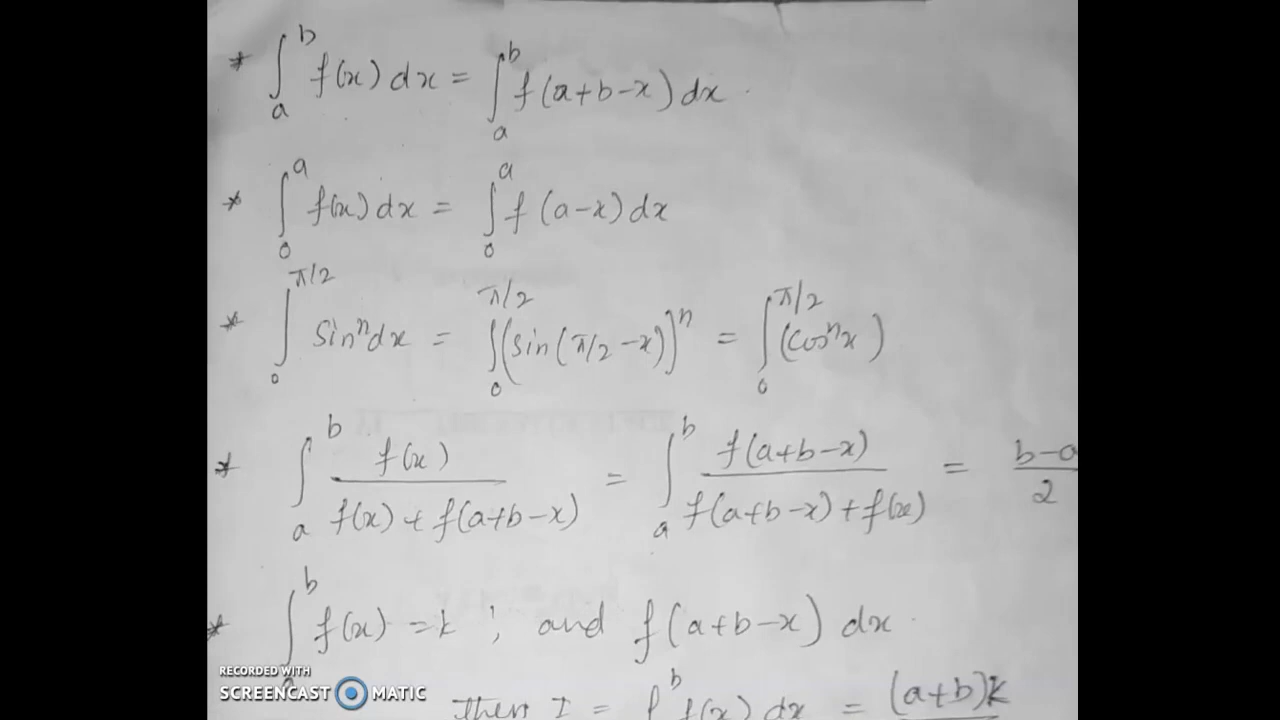 * ∫_a^b f(x) dx = ∫_a^b f(a+b-x) dx
* ∫_0^a f(x) dx = ∫_0^a f(a-x) dx
* ∫_0^{π/2} sin^n dx = ∫_0^{π/2} (sin(π/2-x))^n = ∫_0^{π/2} (cos^n x)
* ∫_a^b f(x) / (f(x) + f(a+b-x)) = ∫_a^b f(a+b-x) / (f(a+b-x) + f(x)) = (b-a)/2
* ∫_a^b f(x) = k ; and f(a+b-x) dx.
Then I = ∫^b f(x) dx = (a+b)k
RECORDED WITH
SCREENCAST MATIC